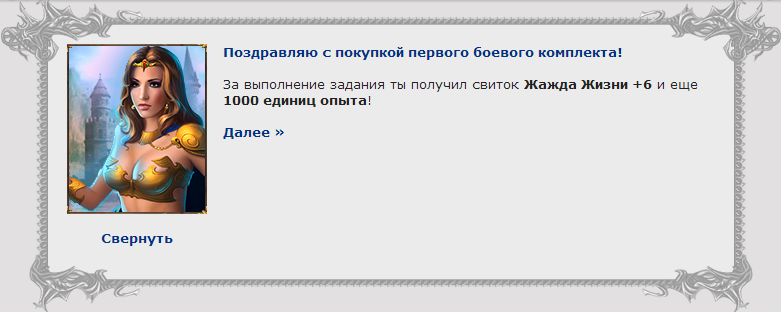 Поздравляю с покупкой первого боевого комплекта!
За выполнение задания ты получил свиток Жажда Жизни +6 и еще
1000 единиц опыта!
Далее »
Свернуть